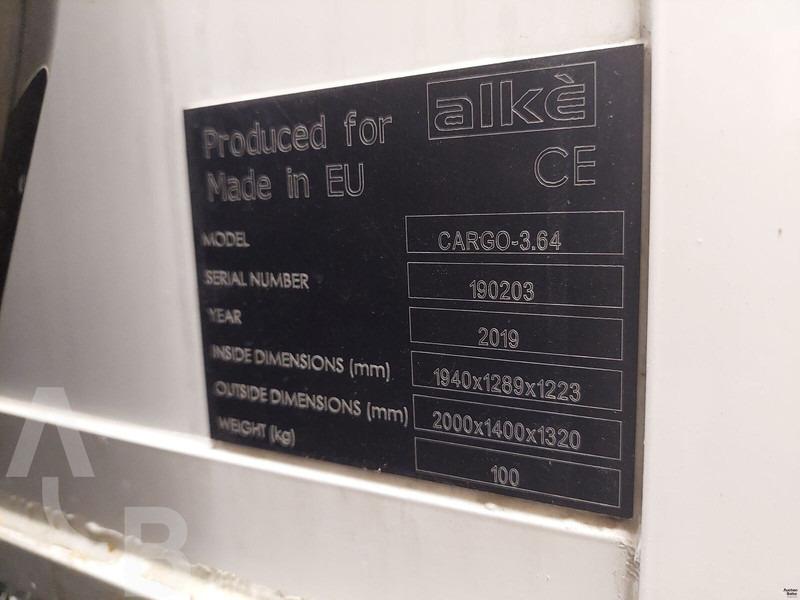 Produced for alkè
Made in EU CE
MODEL CARGO-3.64
SERIAL NUMBER 190203
YEAR 2019
INSIDE DIMENSIONS (mm) 1940x1289x1223
OUTSIDE DIMENSIONS (mm) 2000x1400x1320
WEIGHT (kg) 100
A
B